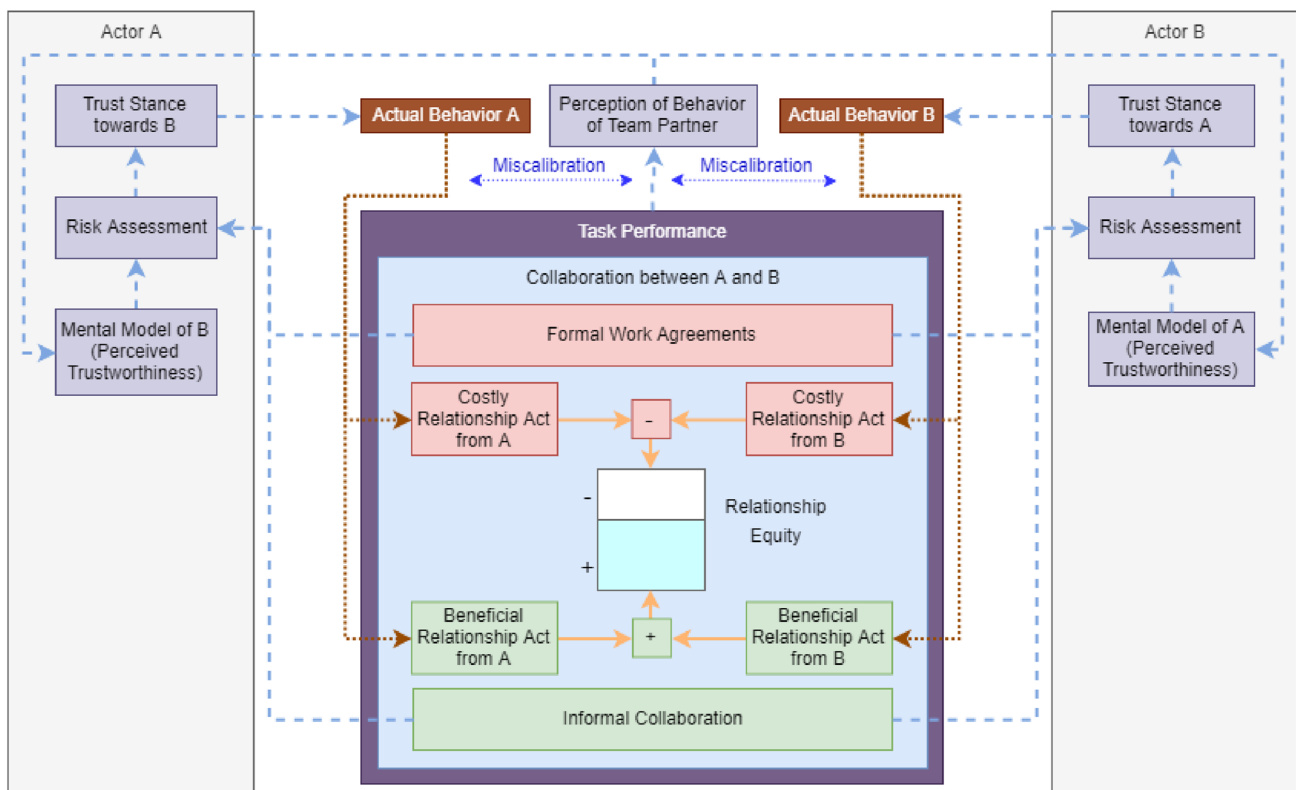 Actor A
Actor B
Trust Stance
towards B
Actual Behavior A
Perception of Behavior
of Team Partner
Actual Behavior B
Trust Stance
towards A
Miscalibration
Miscalibration
Risk Assessment
Task Performance
Risk Assessment
Collaboration between A and B
Mental Model of B
(Perceived
Trustworthiness)
Formal Work Agreements
Mental Model of A
(Perceived
Trustworthiness)
Costly
Relationship Act
from A
-
Costly
Relationship Act
from B
-
+
Relationship
Equity
Beneficial
Relationship Act
from A
+
Beneficial
Relationship Act
from B
Informal Collaboration